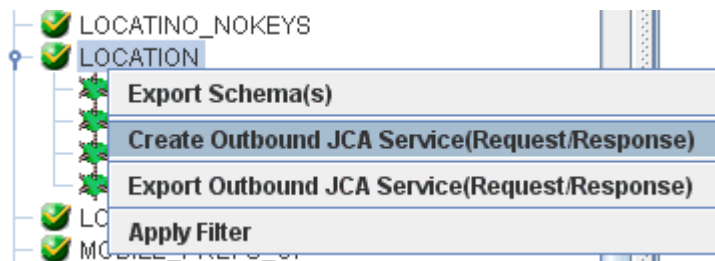 LOCATINO_NOKEYS
LOCATION
Export Schema(s)
Create Outbound JCA Service(Request/Response)
Export Outbound JCA Service(Request/Response)
Apply Filter